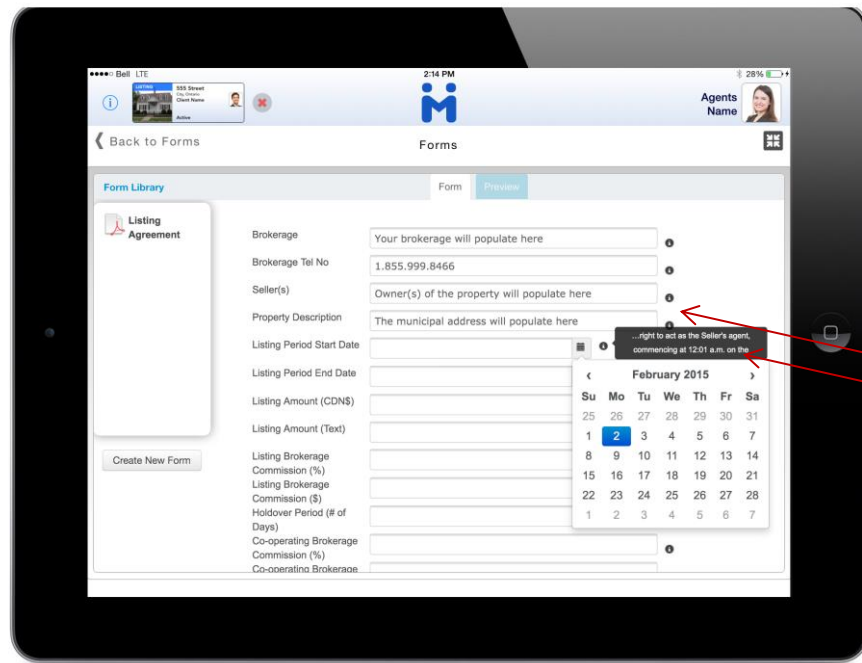 Bell LTE
2:14 PM
28%
LISTING
555 Street
City, Ontario
Client Name
Active
Agents
Name
Back to Forms
Forms
Form Library
Form
Preview
Listing
Agreement
Create New Form
Brokerage
Your brokerage will populate here
Brokerage Tel No
1.855.999.8466
Seller(s)
Owner(s) of the property will populate here
Property Description
The municipal address will populate here
Listing Period Start Date
...right to act as the Seller's agent,
commencing at 12:01 a.m. on the
Listing Period End Date
Listing Amount (CDN$)
Listing Amount (Text)
Listing Brokerage
Commission (%)
Listing Brokerage
Commission ($)
Holdover Period (# of
Days)
Co-operating Brokerage
Commission (%)
Co-operating Brokerage
‹ February 2015 ›
Su Mo Tu We Th Fr Sa
25 26 27 28 29 30 31
1 2 3 4 5 6 7
8 9 10 11 12 13 14
15 16 17 18 19 20 21
22 23 24 25 26 27 28
1 2 3 4 5 6 7